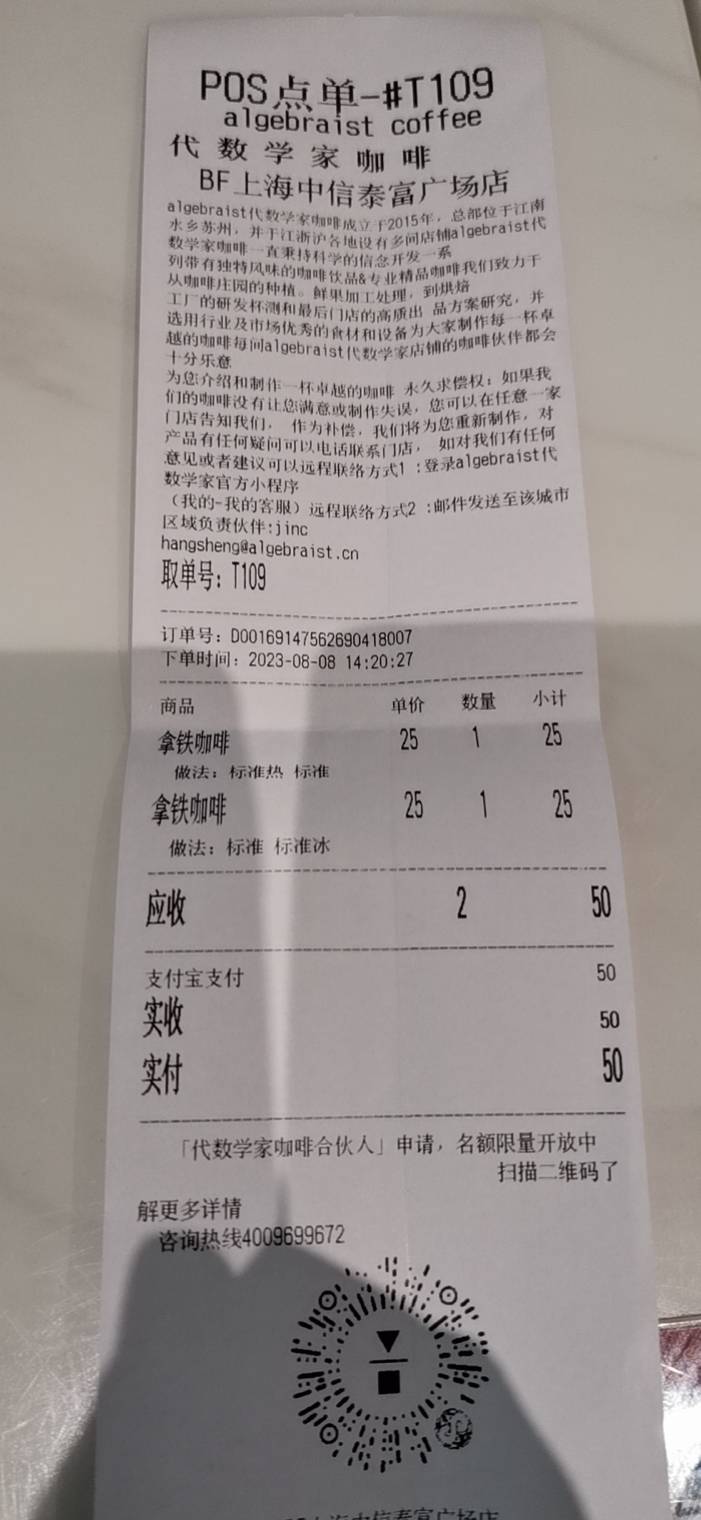 POS点单-#T109
algebraist coffee
代数学家咖啡
BF上海中信泰富广场店
algebraist代数学家咖啡成立于2015年，总部位于江南
水乡苏州，并于江浙沪各地设有多间店铺algebraist代
数学家咖啡一直秉持科学的信念开发一系
列带有独特风味的咖啡饮品&专业精品咖啡我们致力于
从咖啡庄园的种植。鲜果加工处理，到烘焙
工厂的研发杯测和最后门店的高质出 品方案研究，并
选用行业及市场优秀的食材和设备为大家制作每一杯卓
越的咖啡每间algebraist代数学家店铺的咖啡伙伴都会
十分乐意
为您介绍和制作一杯卓越的咖啡 永久求偿权：如果我
们的咖啡没有让您满意或制作失误，您可以在任意一家
门店告知我们， 作为补偿，我们将为您重新制作，对
产品有任何疑问可以电话联系门店， 如对我们有任何
意见或者建议可以远程联络方式1 :登录algebraist代
数学家官方小程序
（我的-我的客服）远程联络方式2 :邮件发送至该城市
区域负责伙伴:jinc
hangsheng@algebraist.cn
取单号：T109
订单号：D00169147562690418007
下单时间：2023-08-08 14:20:27
商品 单价 数量 小计
拿铁咖啡 25 1 25
做法：标准热 标准
拿铁咖啡 25 1 25
做法：标准 标准冰
应收 2 50
支付宝支付 50
实收 50
实付 50
「代数学家咖啡合伙人」申请，名额限量开放中
扫描二维码了
解更多详情
咨询热线4009699672
上海中信泰富广场店